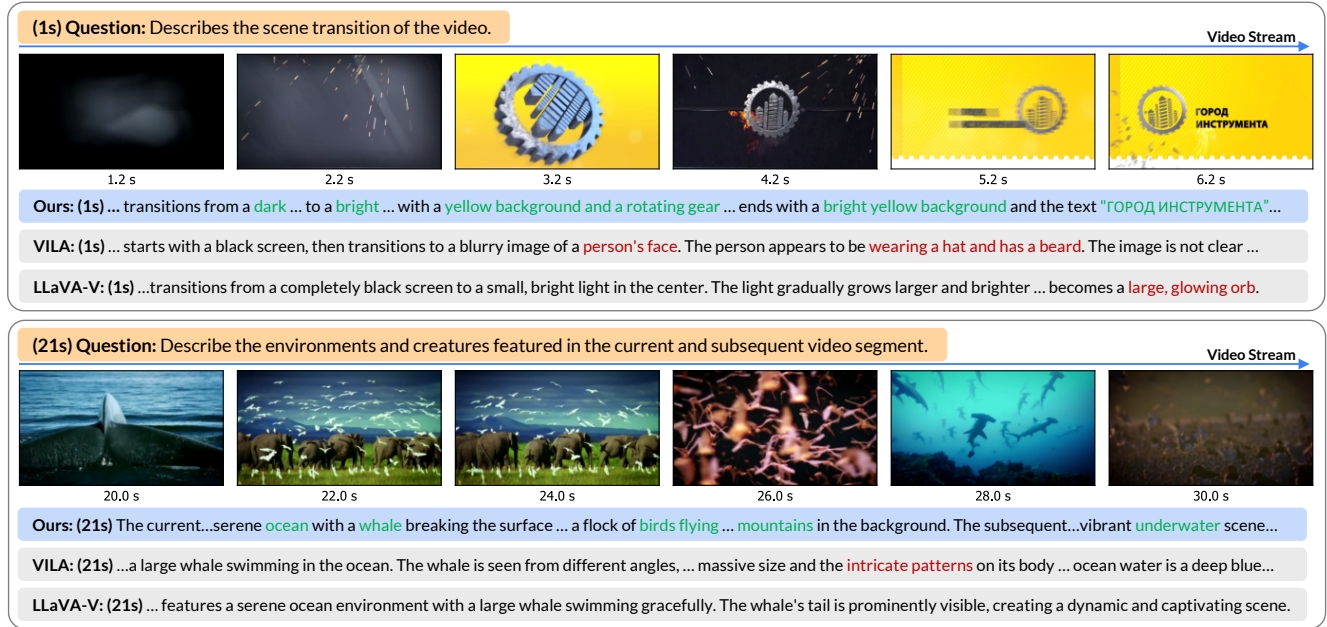 (1s) Question: Describes the scene transition of the video.
Video Stream
ГОРОД
ИНСТРУМЕНТА
1.2 s
2.2 s
3.2 s
4.2 s
5.2 s
6.2 s
Ours: (1s) ... transitions from a dark ... to a bright ... with a yellow background and a rotating gear ... ends with a bright yellow background and the text "ГОРОД ИНСТРУМЕНТА"...
VILA: (1s) ... starts with a black screen, then transitions to a blurry image of a person's face. The person appears to be wearing a hat and has a beard. The image is not clear ...
LLaVA-V: (1s) ...transitions from a completely black screen to a small, bright light in the center. The light gradually grows larger and brighter ... becomes a large, glowing orb.
(21s) Question: Describe the environments and creatures featured in the current and subsequent video segment.
Video Stream
20.0 s
22.0 s
24.0 s
26.0 s
28.0 s
30.0 s
Ours: (21s) The current...serene ocean with a whale breaking the surface ... a flock of birds flying ... mountains in the background. The subsequent...vibrant underwater scene...
VILA: (21s) ...a large whale swimming in the ocean. The whale is seen from different angles, ... massive size and the intricate patterns on its body ... ocean water is a deep blue...
LLaVA-V: (21s) ... features a serene ocean environment with a large whale swimming gracefully. The whale's tail is prominently visible, creating a dynamic and captivating scene.